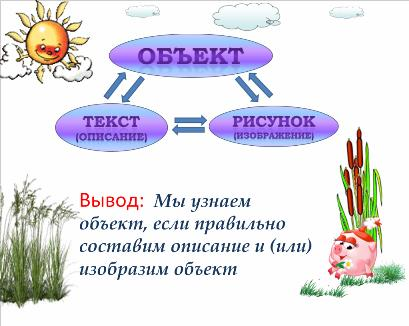 ОБЪЕКТ
ТЕКСТ
(ОПИСАНИЕ)
РИСУНОК
(ИЗОБРАЖЕНИЕ)
Вывод: Мы узнаем
объект, если правильно
составим описание и (или)
изобразим объект